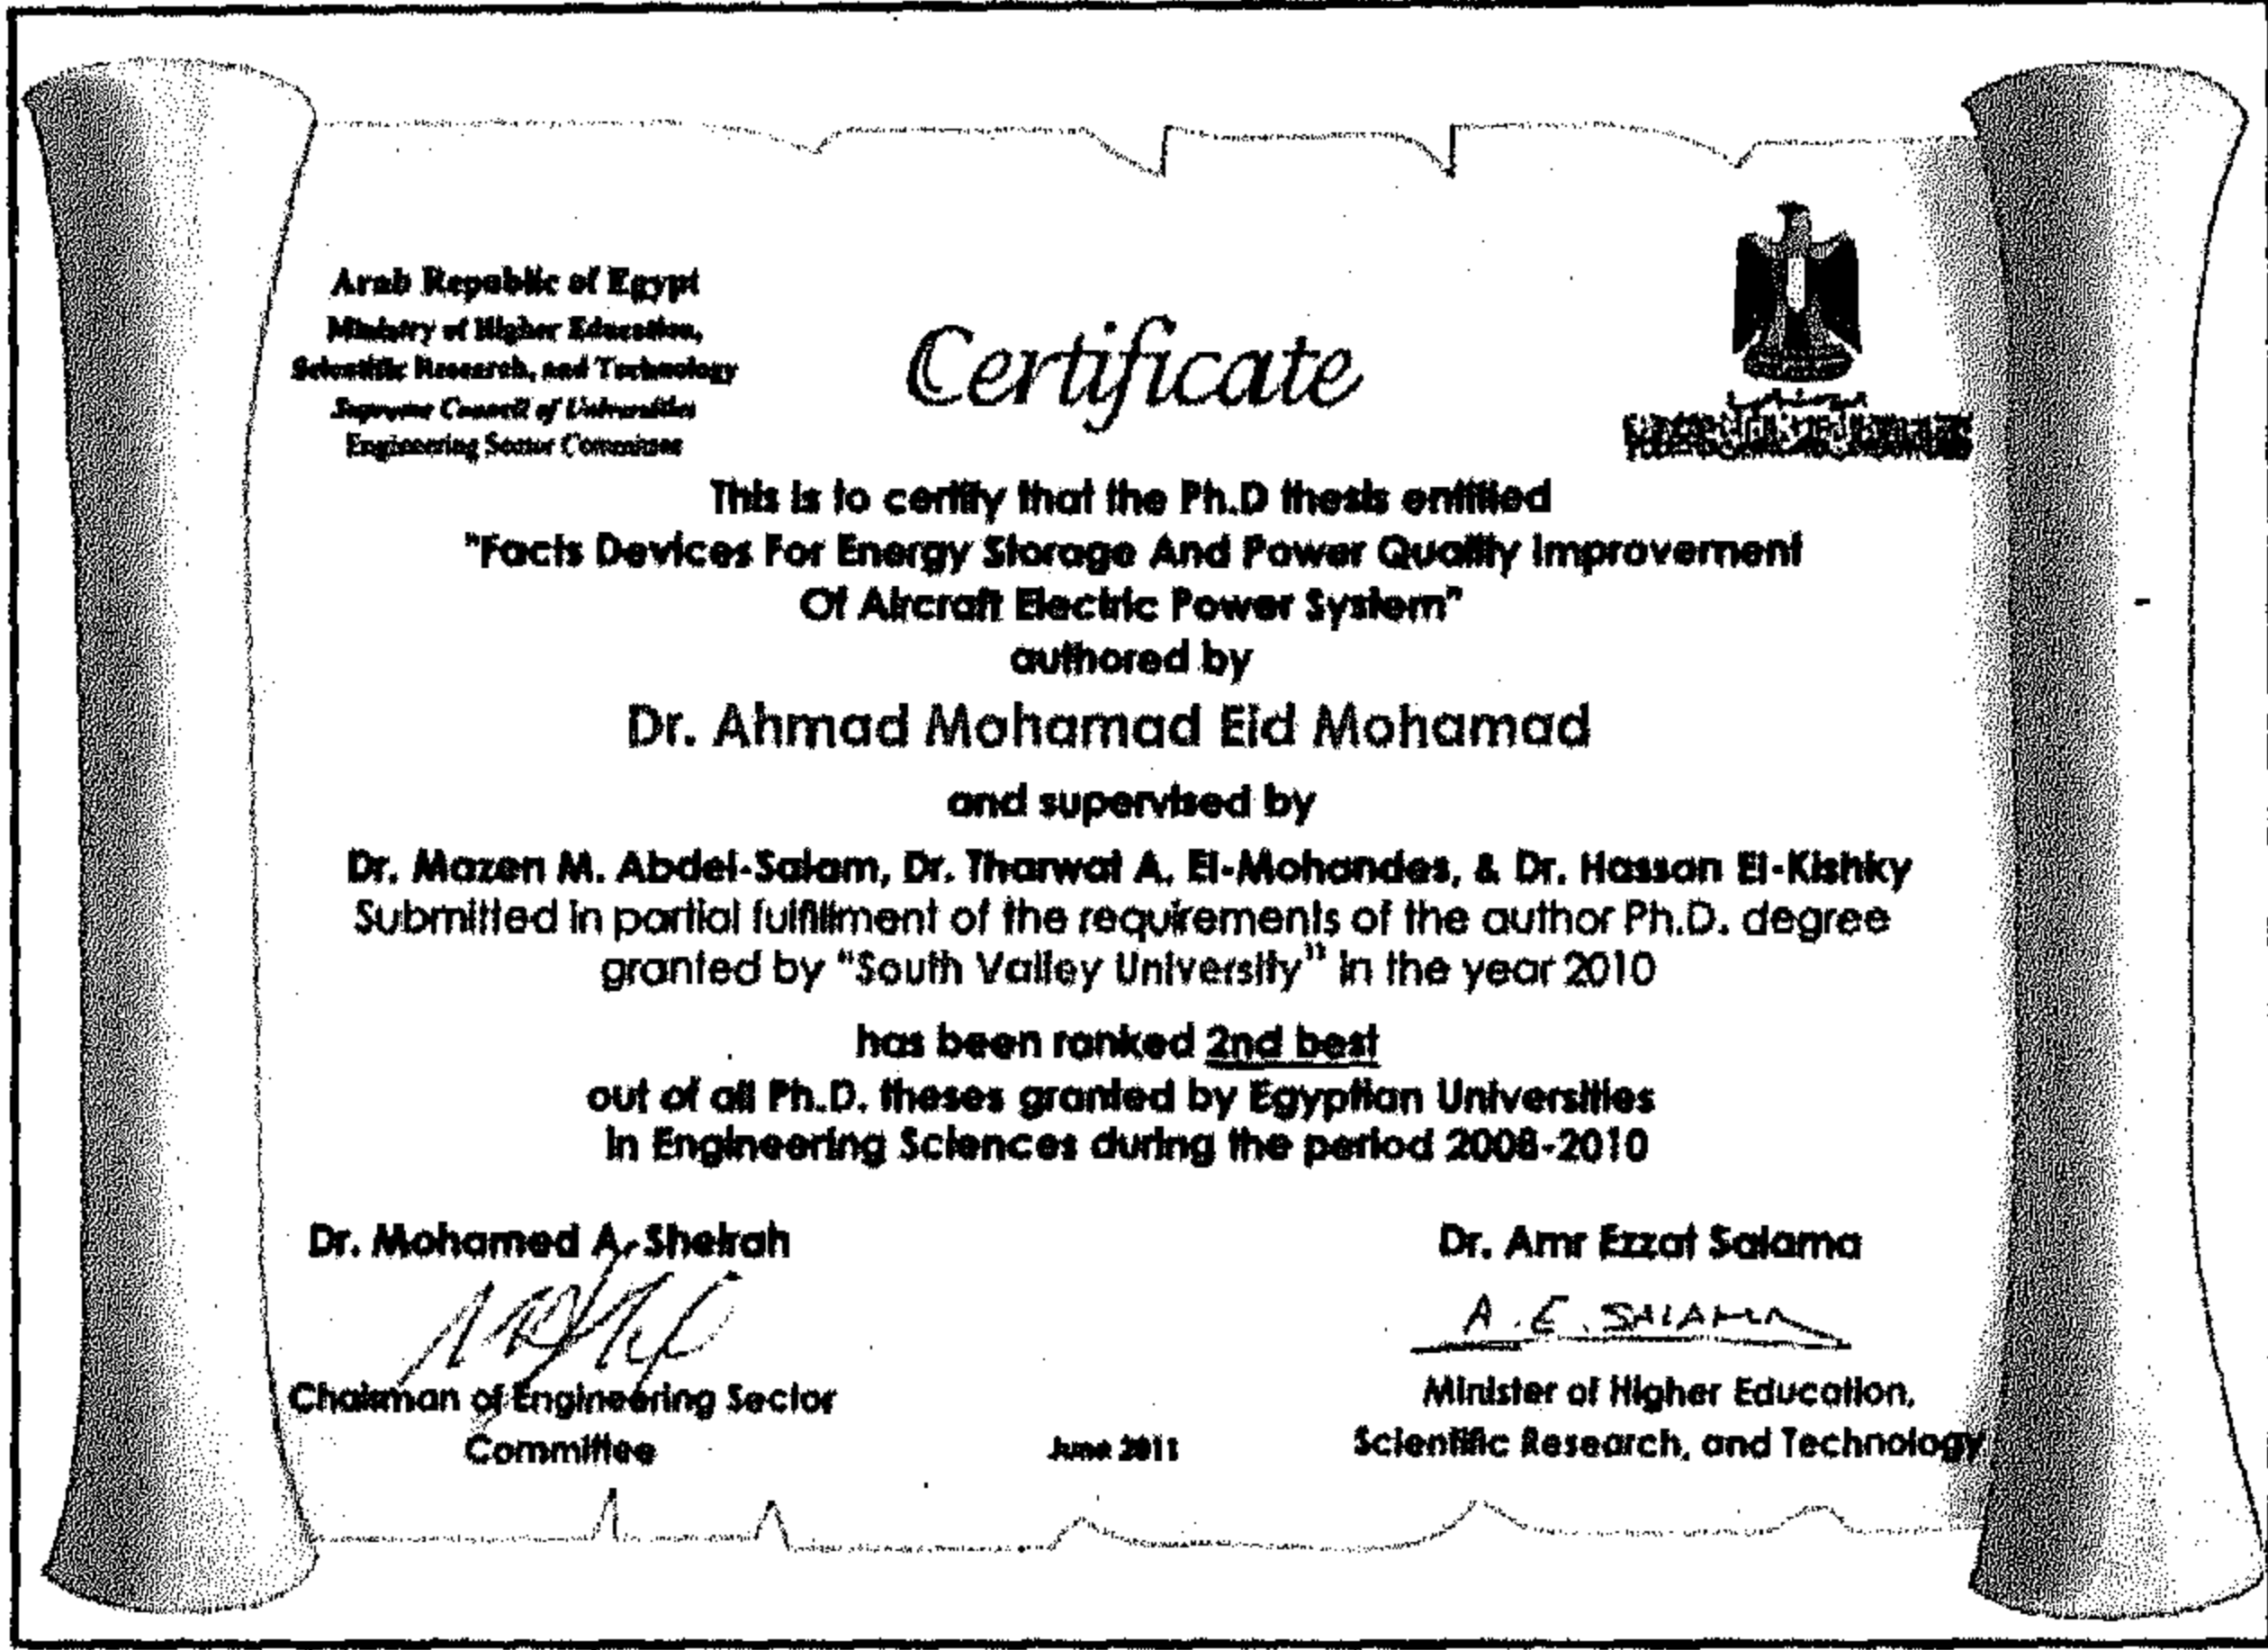 Arab Republic of Egypt
Ministry of Higher Education,
Scientific Research, and Technology
Supreme Council of Universities
Engineering Sector Committee
Certificate
This is to certify that the Ph.D thesis entitled
"Facts Devices For Energy Storage And Power Quality Improvement
Of Aircraft Electric Power System"
authored by
Dr. Ahmad Mohamad Eid Mohamad
and supervised by
Dr. Mazen M. Abdel-Salam, Dr. Tharwat A. El-Mohandes, & Dr. Hassan El-Kishky
Submitted in partial fulfillment of the requirements of the author Ph.D. degree
granted by "South Valley University" in the year 2010
has been ranked 2nd best
out of all Ph.D. theses granted by Egyptian Universities
in Engineering Sciences during the period 2008-2010
Dr. Mohamed A. Sheirah
Dr. Amr Ezzat Salama
A.E.SALAMA
Chairman of Engineering Sector
Committee
June 2011
Minister of Higher Education,
Scientific Research, and Technology